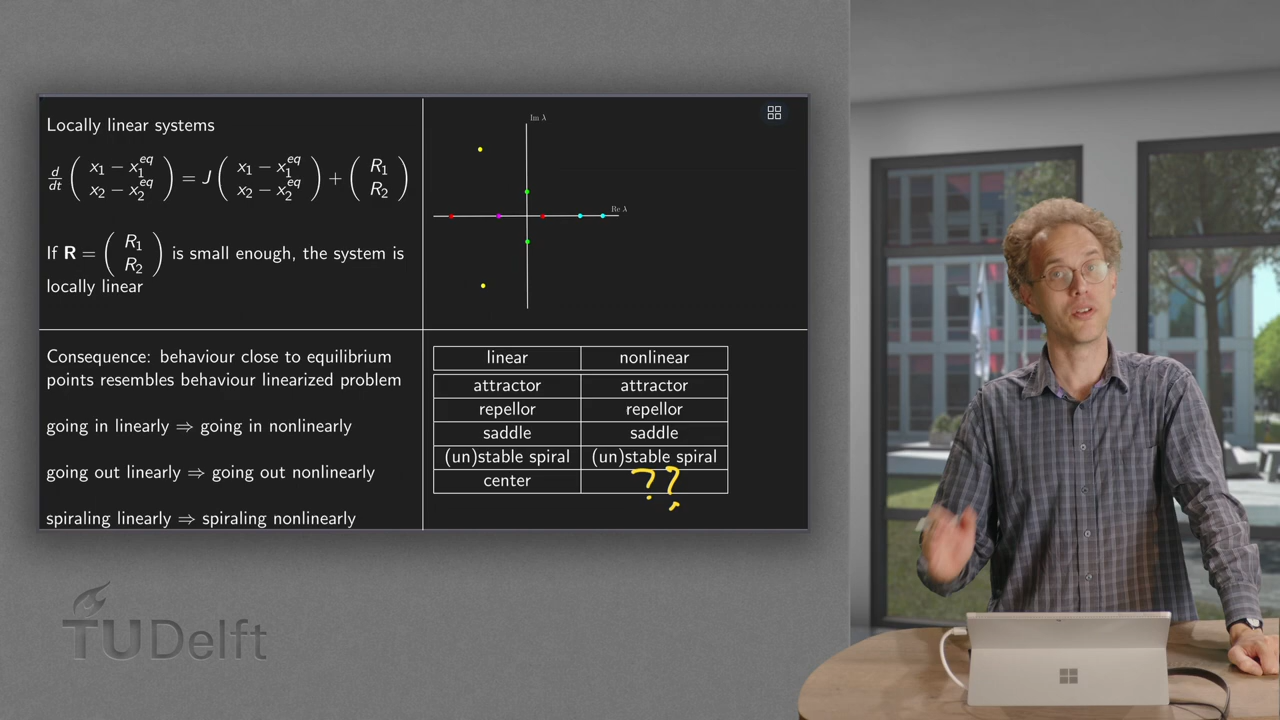 Locally linear systems
d/dt ( x₁ − x₁^eq ; x₂ − x₂^eq ) = J ( x₁ − x₁^eq ; x₂ − x₂^eq ) + ( R₁ ; R₂ )
If R = ( R₁ ; R₂ ) is small enough, the system is
locally linear
Im λ
Re λ
Consequence: behaviour close to equilibrium
points resembles behaviour linearized problem
going in linearly ⇒ going in nonlinearly
going out linearly ⇒ going out nonlinearly
spiraling linearly ⇒ spiraling nonlinearly
linear nonlinear
attractor attractor
repellor repellor
saddle saddle
(un)stable spiral (un)stable spiral
center ??
TUDelft